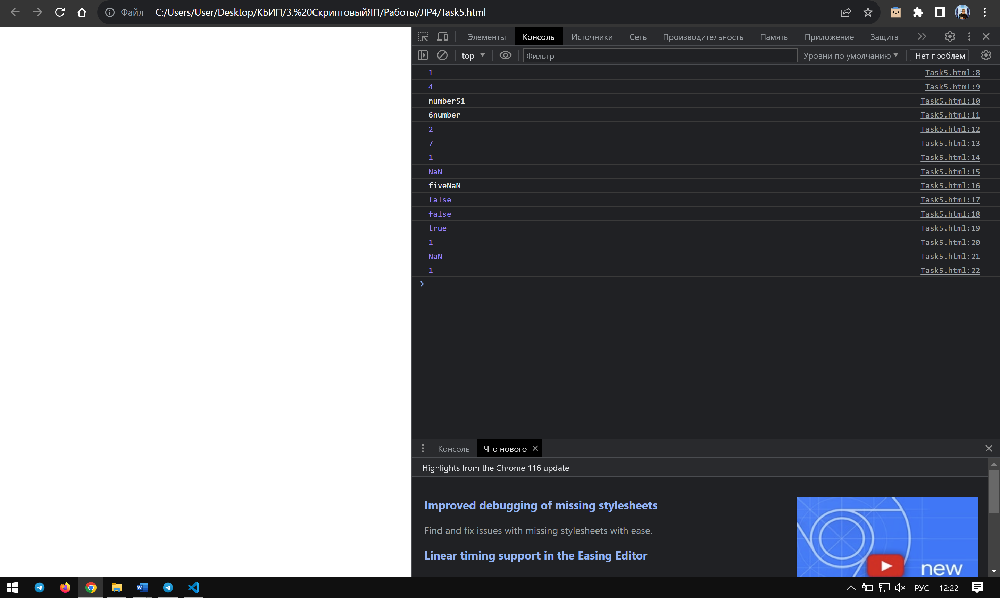 Файл C:/Users/User/Desktop/КБИП/3.%20СкриптовыйЯП/Работы/ЛР4/Task5.html
Элементы Консоль Источники Сеть Производительность Память Приложение Защита
top Фильтр Уровни по умолчанию Нет проблем
1 Task5.html:8
4 Task5.html:9
number51 Task5.html:10
6number Task5.html:11
2 Task5.html:12
7 Task5.html:13
1 Task5.html:14
NaN Task5.html:15
fiveNaN Task5.html:16
false Task5.html:17
false Task5.html:18
true Task5.html:19
1 Task5.html:20
NaN Task5.html:21
1 Task5.html:22
Консоль Что нового
Highlights from the Chrome 116 update
Improved debugging of missing stylesheets
Find and fix issues with missing stylesheets with ease.
Linear timing support in the Easing Editor
new
РУС 12:22